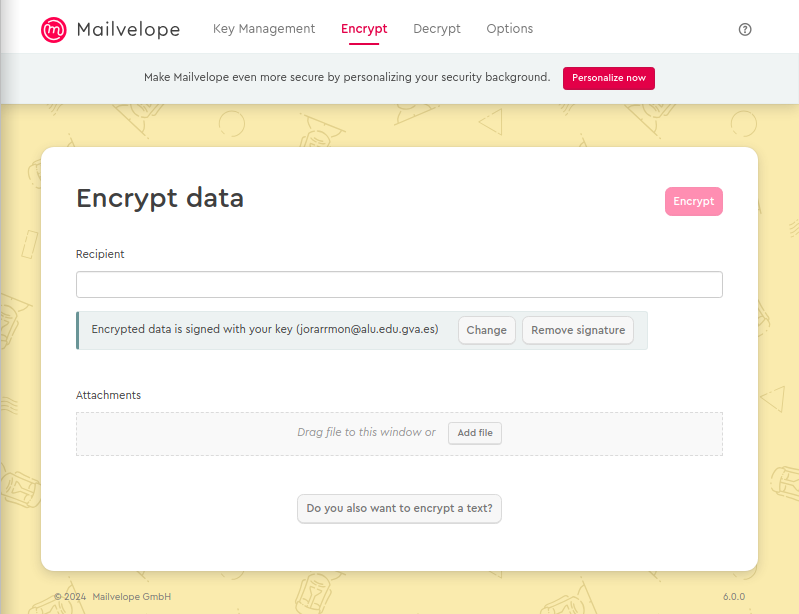 Mailvelope Key Management Encrypt Decrypt Options
Make Mailvelope even more secure by personalizing your security background. Personalize now
Encrypt data Encrypt
Recipient
Encrypted data is signed with your key (jorarrmon@alu.edu.gva.es) Change Remove signature
Attachments
Drag file to this window or Add file
Do you also want to encrypt a text?
© 2024 Mailvelope GmbH 6.0.0